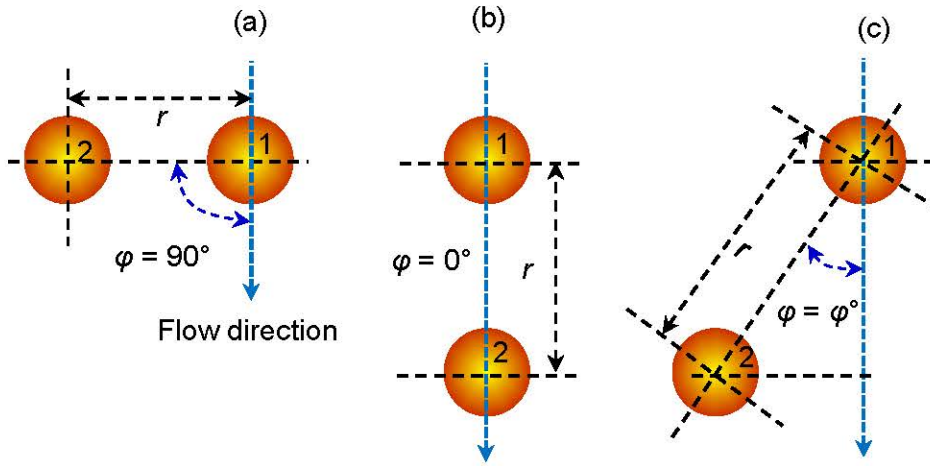 (a)
r
2
1
φ = 90°
Flow direction
(b)
1
φ = 0°
r
2
(c)
1
r
φ = φ°
2